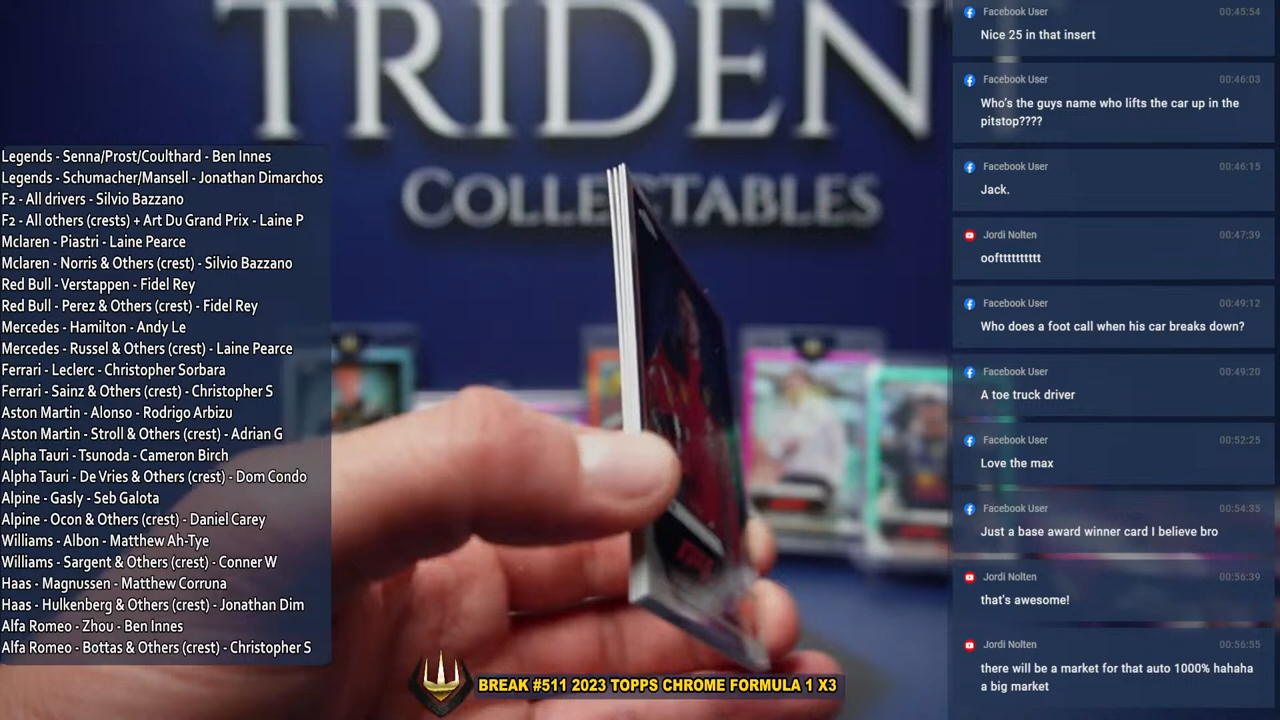 TRIDEN
COLLECTABLES
Legends - Senna/Prost/Coulthard - Ben Innes
Legends - Schumacher/Mansell - Jonathan Dimarchos
F2 - All drivers - Silvio Bazzano
F2 - All others (crests) + Art Du Grand Prix - Laine P
Mclaren - Piastri - Laine Pearce
Mclaren - Norris & Others (crest) - Silvio Bazzano
Red Bull - Verstappen - Fidel Rey
Red Bull - Perez & Others (crest) - Fidel Rey
Mercedes - Hamilton - Andy Le
Mercedes - Russel & Others (crest) - Laine Pearce
Ferrari - Leclerc - Christopher Sorbara
Ferrari - Sainz & Others (crest) - Christopher S
Aston Martin - Alonso - Rodrigo Arbizu
Aston Martin - Stroll & Others (crest) - Adrian G
Alpha Tauri - Tsunoda - Cameron Birch
Alpha Tauri - De Vries & Others (crest) - Dom Condo
Alpine - Gasly - Seb Galota
Alpine - Ocon & Others (crest) - Daniel Carey
Williams - Albon - Matthew Ah-Tye
Williams - Sargent & Others (crest) - Conner W
Haas - Magnussen - Matthew Corruna
Haas - Hulkenberg & Others (crest) - Jonathan Dim
Alfa Romeo - Zhou - Ben Innes
Alfa Romeo - Bottas & Others (crest) - Christopher S
BREAK #511 2023 TOPPS CHROME FORMULA 1 X3
Facebook User 00:45:54
Nice 25 in that insert
Facebook User 00:46:03
Who's the guys name who lifts the car up in the
pitstop????
Facebook User 00:46:15
Jack.
Jordi Nolten 00:47:39
ooftttttttttt
Facebook User 00:49:12
Who does a foot call when his car breaks down?
Facebook User 00:49:20
A toe truck driver
Facebook User 00:52:25
Love the max
Facebook User 00:54:35
Just a base award winner card I believe bro
Jordi Nolten 00:56:39
that's awesome!
Jordi Nolten 00:56:55
there will be a market for that auto 1000% hahaha
a big market